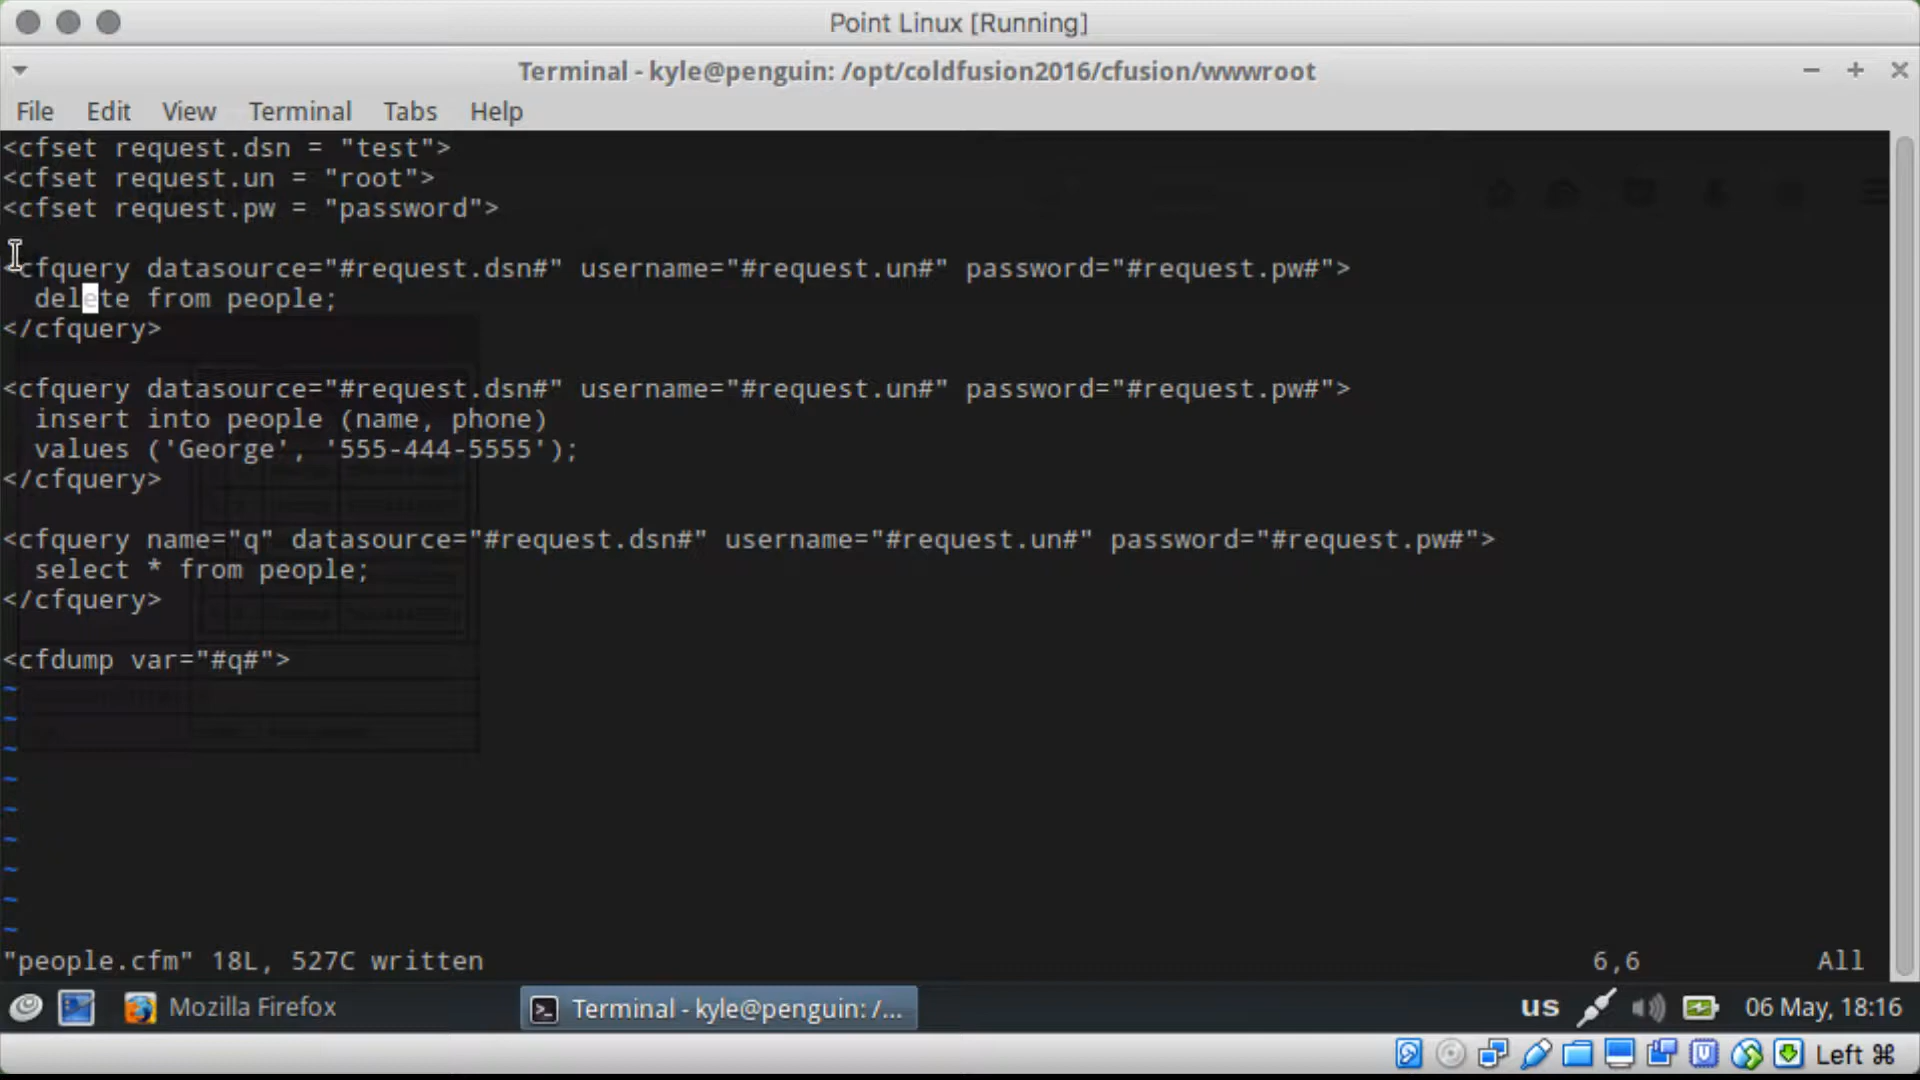 Point Linux [Running]
Terminal - kyle@penguin: /opt/coldfusion2016/cfusion/wwwroot
File Edit View Terminal Tabs Help
<cfset request.dsn = "test">
<cfset request.un = "root">
<cfset request.pw = "password">
<cfquery datasource="#request.dsn#" username="#request.un#" password="#request.pw#">
  delete from people;
</cfquery>
<cfquery datasource="#request.dsn#" username="#request.un#" password="#request.pw#">
  insert into people (name, phone)
  values ('George', '555-444-5555');
</cfquery>
<cfquery name="q" datasource="#request.dsn#" username="#request.un#" password="#request.pw#">
  select * from people;
</cfquery>
<cfdump var="#q#">
~
~
~
~
~
~
~
~
~
"people.cfm" 18L, 527C written 6,6 All
Mozilla Firefox Terminal - kyle@penguin: /... us 06 May, 18:16
Left ⌘